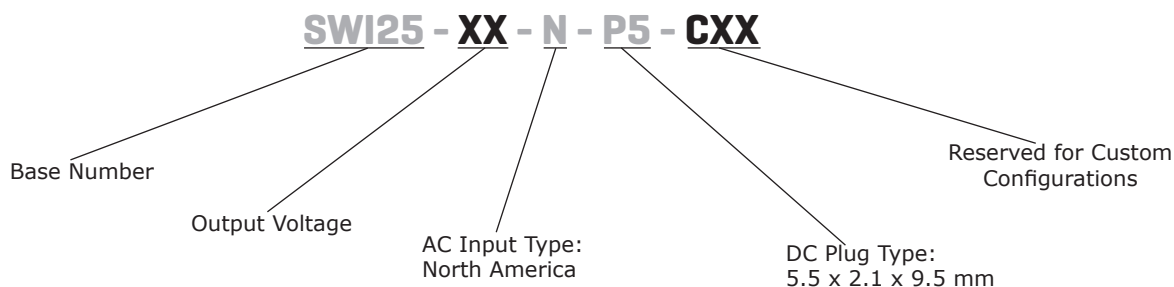 SWI25 - XX - N - P5 - CXX
Base Number
Output Voltage
AC Input Type:
North America
DC Plug Type:
5.5 x 2.1 x 9.5 mm
Reserved for Custom
Configurations